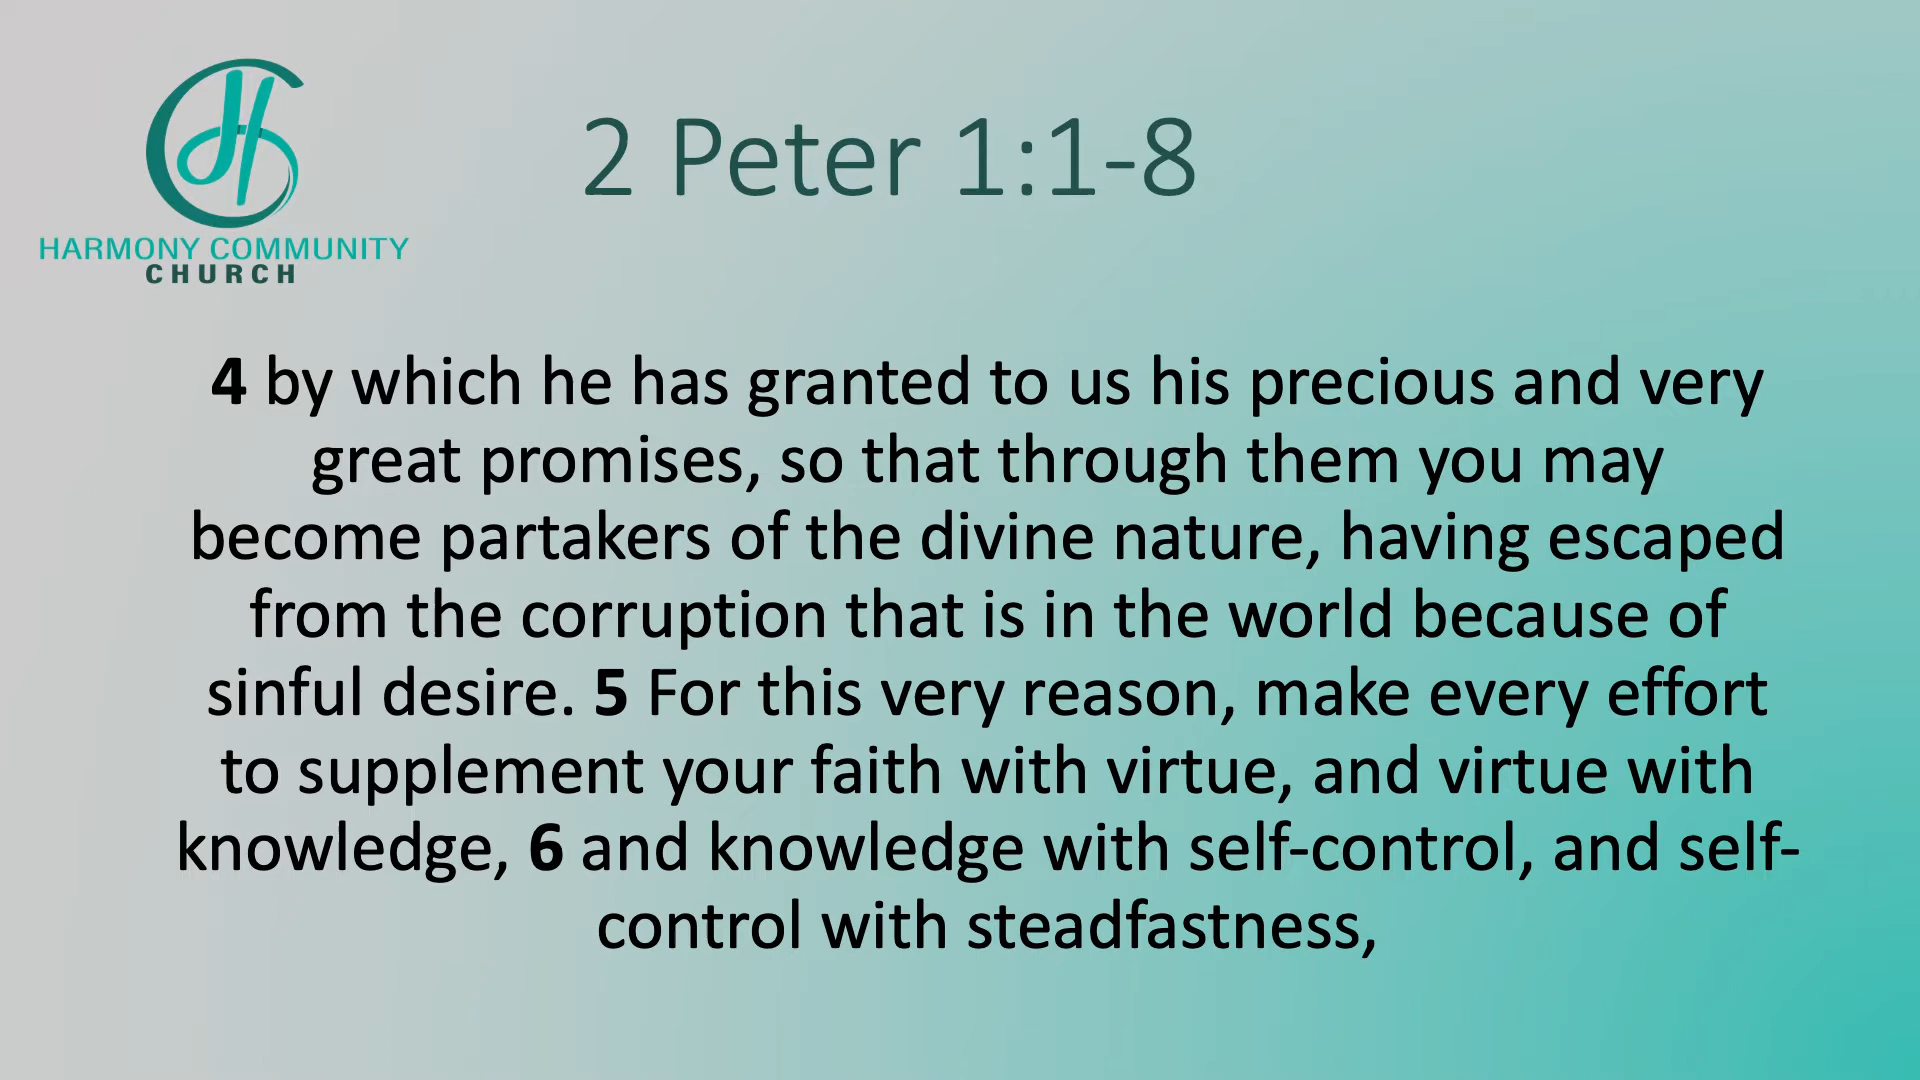 HARMONY COMMUNITY
CHURCH
2 Peter 1:1-8
4 by which he has granted to us his precious and very
great promises, so that through them you may
become partakers of the divine nature, having escaped
from the corruption that is in the world because of
sinful desire. 5 For this very reason, make every effort
to supplement your faith with virtue, and virtue with
knowledge, 6 and knowledge with self-control, and self-
control with steadfastness,